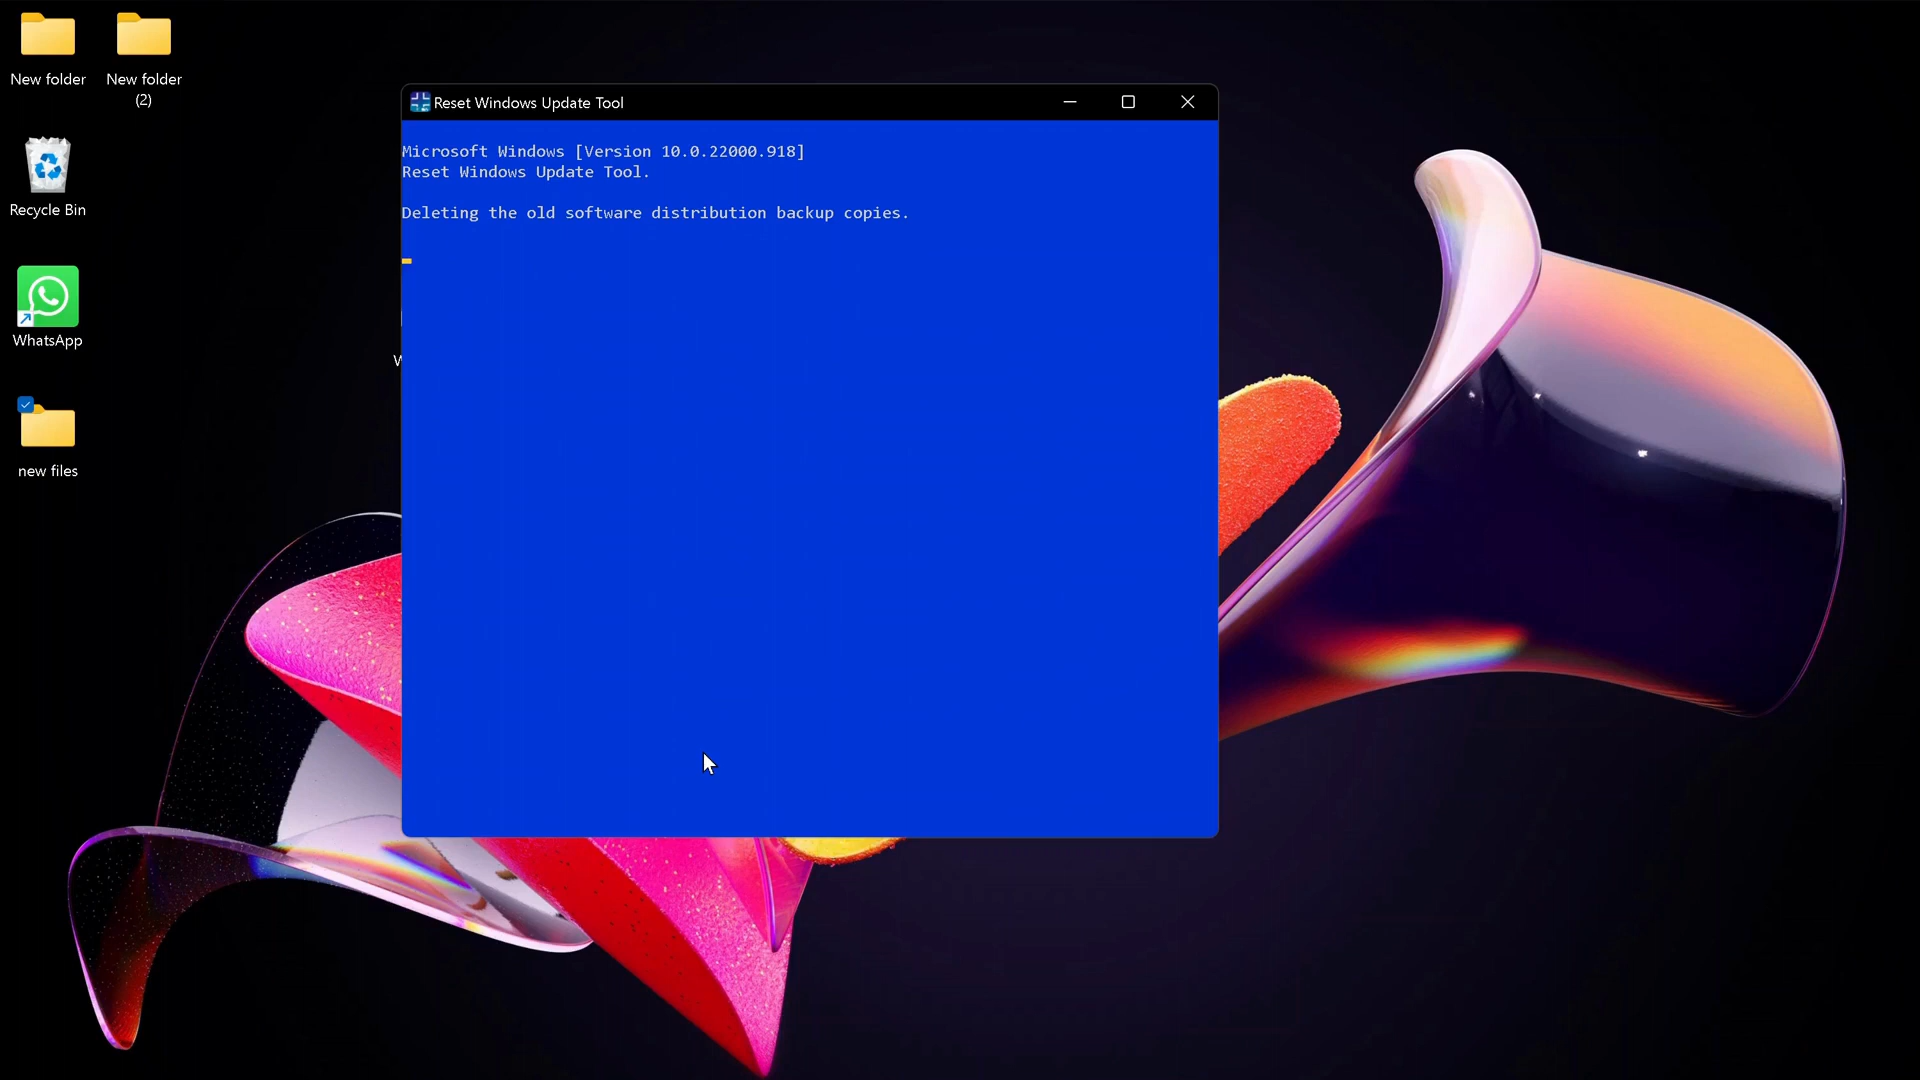 New folder
New folder
(2)
Reset Windows Update Tool
Microsoft Windows [Version 10.0.22000.918]
Reset Windows Update Tool.
Recycle Bin
Deleting the old software distribution backup copies.
WhatsApp
new files